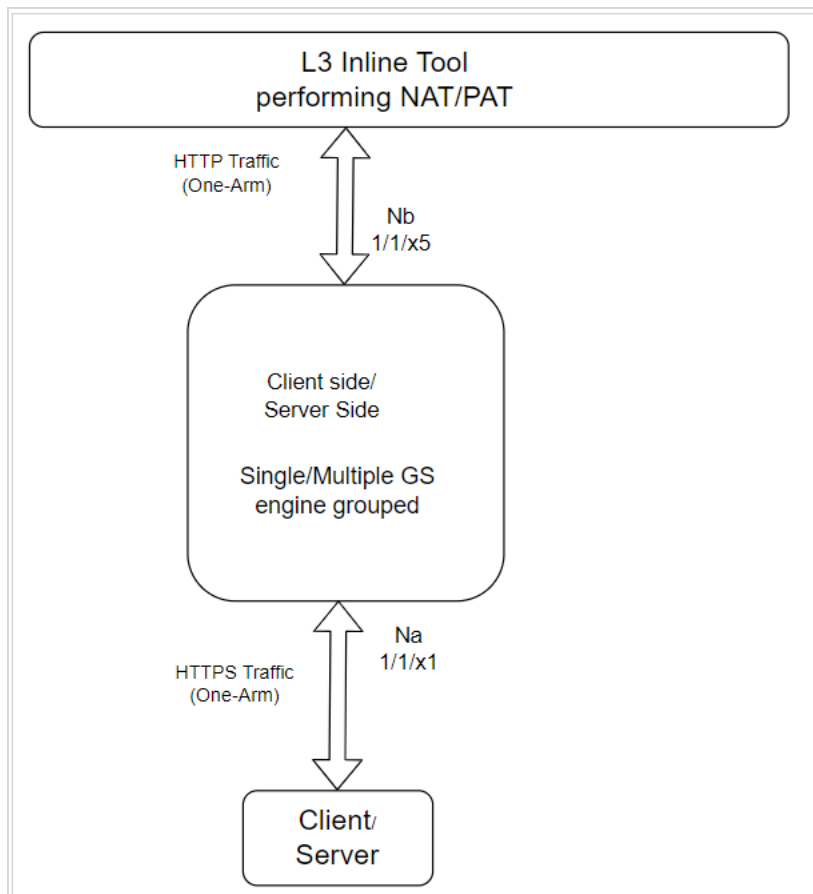 L3 Inline Tool
performing NAT/PAT
HTTP Traffic
(One-Arm)
Nb
1/1/x5
Client side/
Server Side
Single/Multiple GS
engine grouped
Na
1/1/x1
HTTPS Traffic
(One-Arm)
Client/
Server